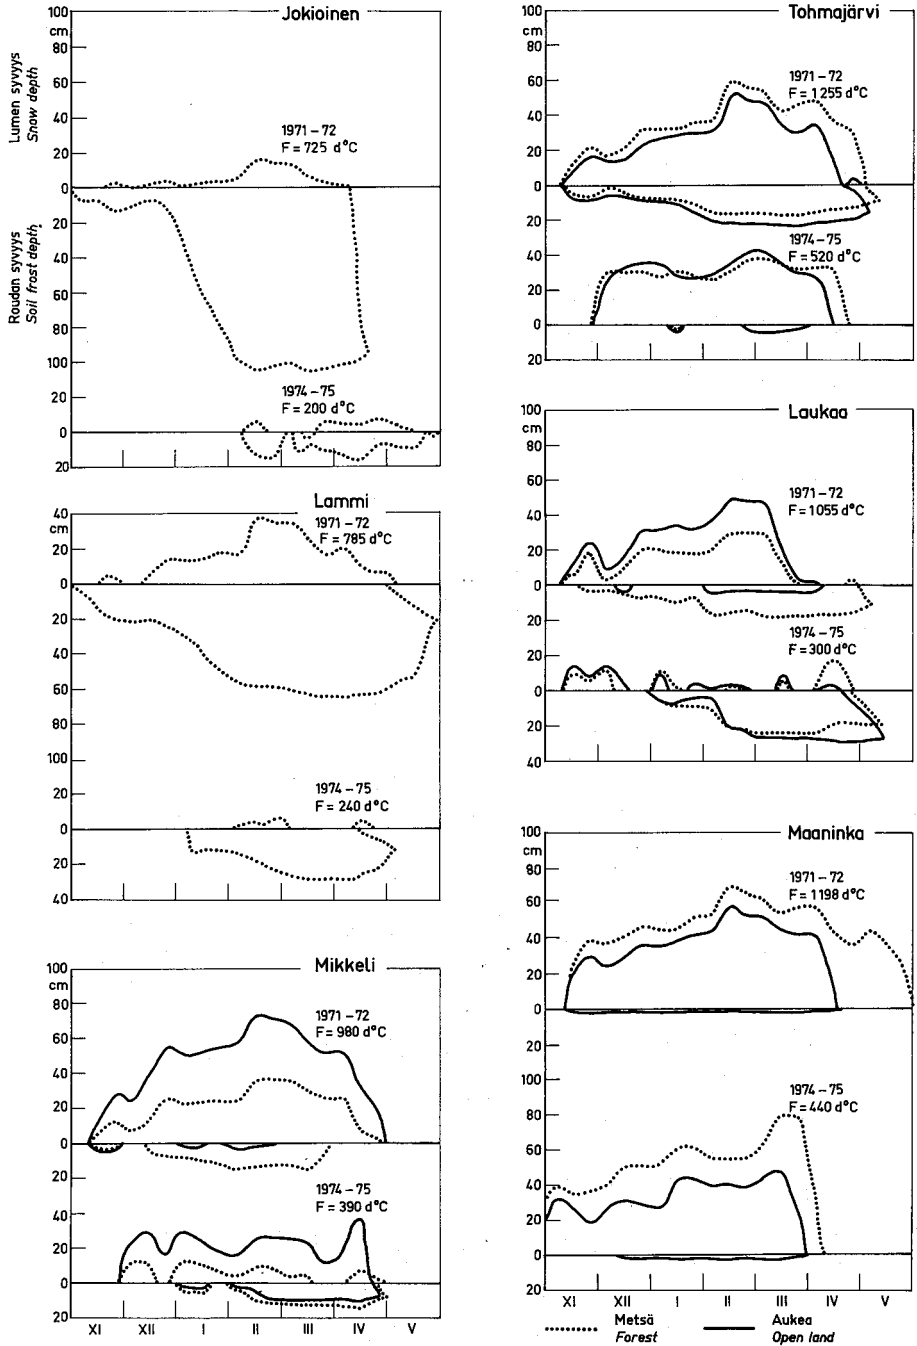 Jokioinen
100
cm
80
60
40
20
0
20
40
60
80
100
20
0
20
Lumen syvyys
Snow depth
Roudan syvyys
Soil frost depth
1971-72
F = 725 d°C
1974-75
F = 200 d°C
Lammi
40
cm
20
0
20
40
60
80
100
20
0
20
40
1971-72
F = 785 d°C
1974-75
F = 240 d°C
Mikkeli
100
cm
80
60
40
20
0
20
40
20
0
20
1971-72
F = 980 d°C
1974-75
F = 390 d°C
XI XII I II III IV V
Tohmajärvi
100
cm
80
60
40
20
0
20
40
20
0
20
1971-72
F = 1255 d°C
1974-75
F = 520 d°C
Laukaa
100
cm
80
60
40
20
0
20
20
0
20
40
1971-72
F = 1055 d°C
1974-75
F = 300 d°C
Maaninka
100
cm
80
60
40
20
0
20
80
60
40
20
0
20
1971-72
F = 1198 d°C
1974-75
F = 440 d°C
XI XII I II III IV V
Metsä
Forest
Aukea
Open land